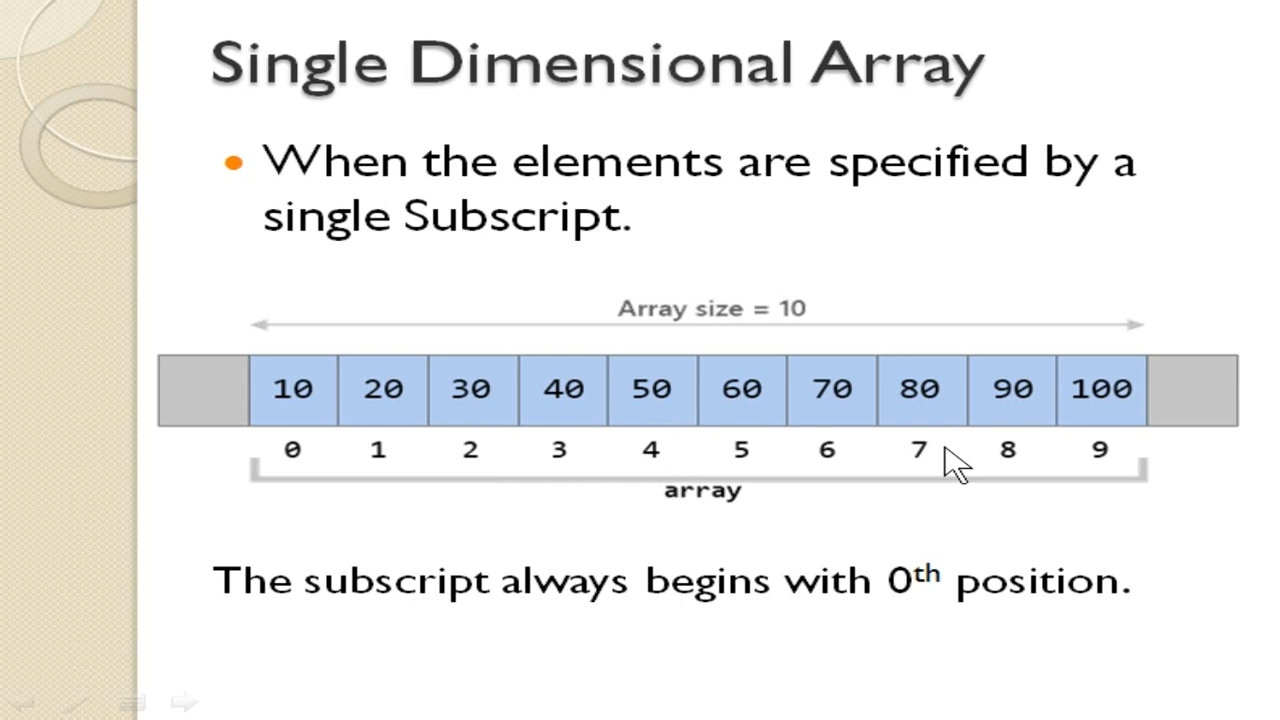 Single Dimensional Array
When the elements are specified by a
single Subscript.
Array size = 10
10 20 30 40 50 60 70 80 90 100
0 1 2 3 4 5 6 7 8 9
array
The subscript always begins with 0th position.